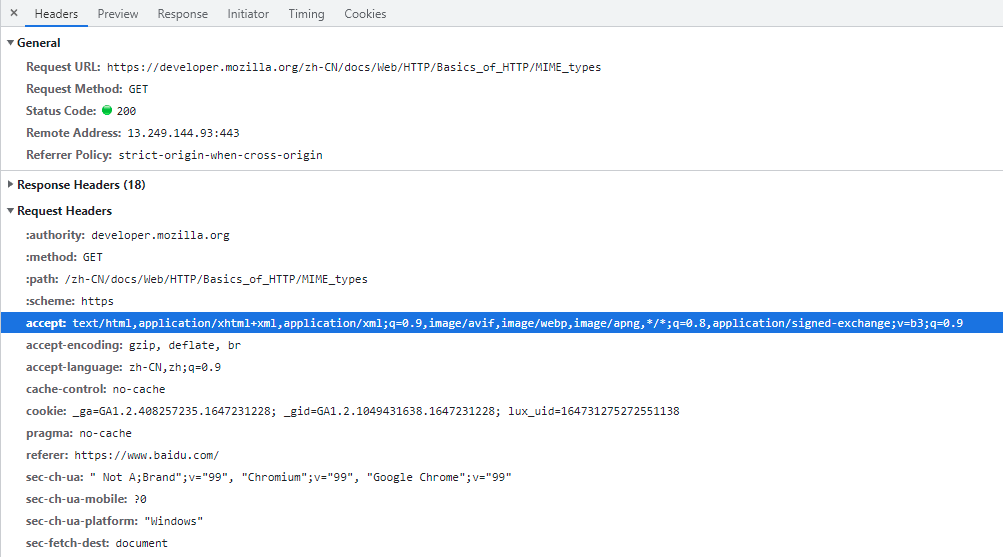 × Headers Preview Response Initiator Timing Cookies
▼ General
Request URL: https://developer.mozilla.org/zh-CN/docs/Web/HTTP/Basics_of_HTTP/MIME_types
Request Method: GET
Status Code: 200
Remote Address: 13.249.144.93:443
Referrer Policy: strict-origin-when-cross-origin
▶ Response Headers (18)
▼ Request Headers
:authority: developer.mozilla.org
:method: GET
:path: /zh-CN/docs/Web/HTTP/Basics_of_HTTP/MIME_types
:scheme: https
accept: text/html,application/xhtml+xml,application/xml;q=0.9,image/avif,image/webp,image/apng,*/*;q=0.8,application/signed-exchange;v=b3;q=0.9
accept-encoding: gzip, deflate, br
accept-language: zh-CN,zh;q=0.9
cache-control: no-cache
cookie: _ga=GA1.2.408257235.1647231228; _gid=GA1.2.1049431638.1647231228; lux_uid=164731275272551138
pragma: no-cache
referer: https://www.baidu.com/
sec-ch-ua: " Not A;Brand";v="99", "Chromium";v="99", "Google Chrome";v="99"
sec-ch-ua-mobile: ?0
sec-ch-ua-platform: "Windows"
sec-fetch-dest: document